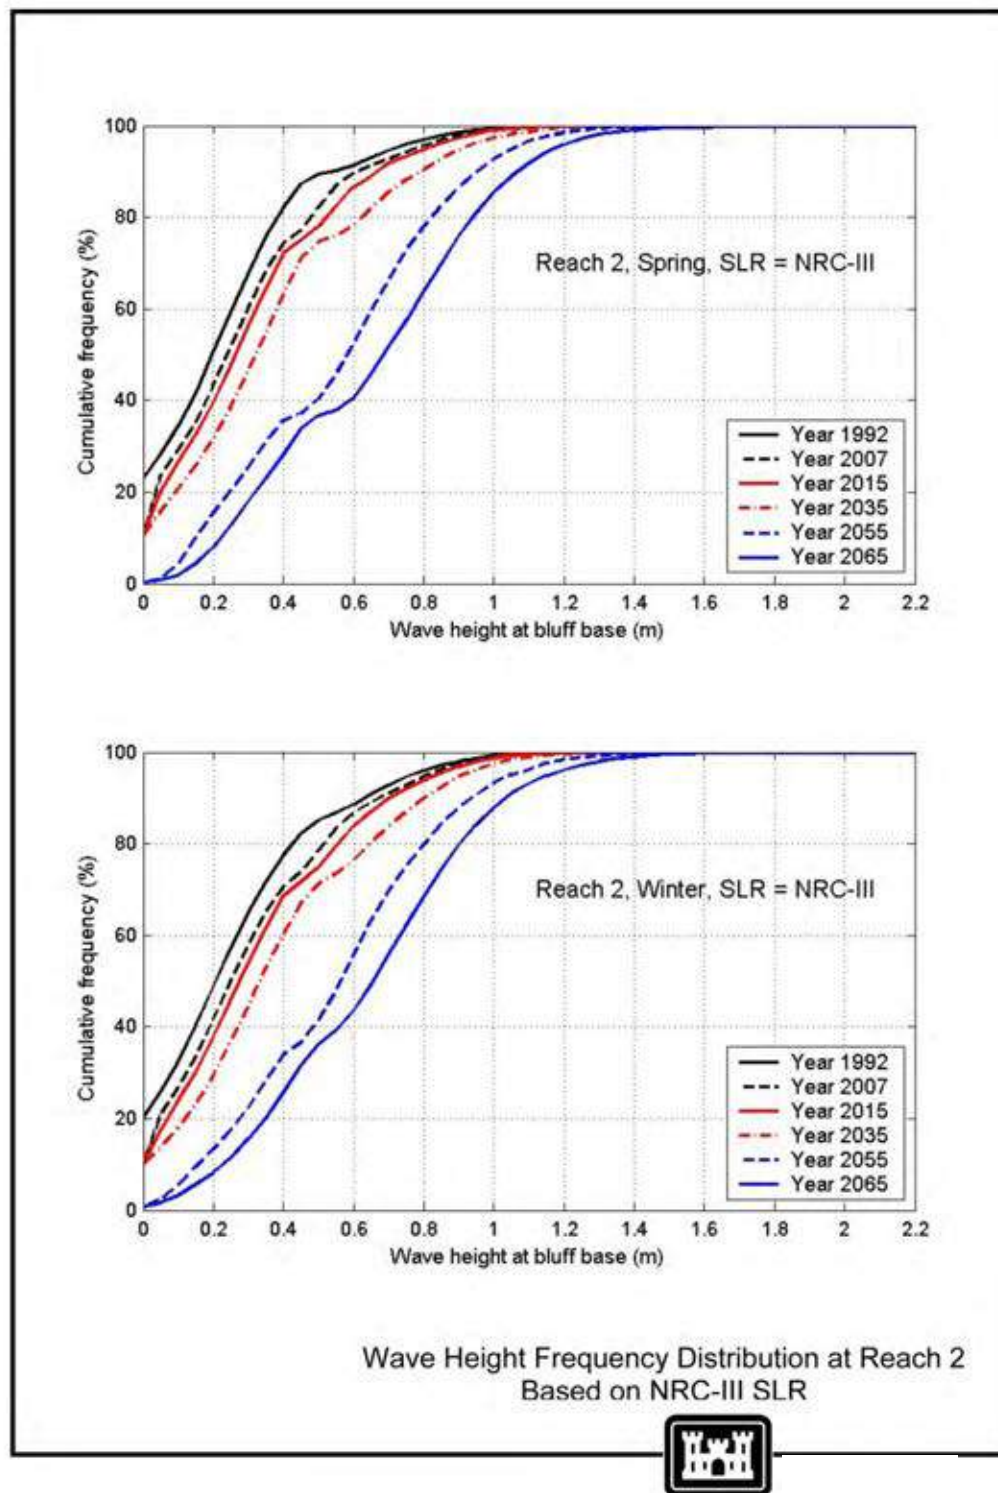 100
80
60
40
20
0
Cumulative frequency (%)
Reach 2, Spring, SLR = NRC-III
Year 1992
Year 2007
Year 2015
Year 2035
Year 2055
Year 2065
0 0.2 0.4 0.6 0.8 1 1.2 1.4 1.6 1.8 2 2.2
Wave height at bluff base (m)
100
80
60
40
20
0
Cumulative frequency (%)
Reach 2, Winter, SLR = NRC-III
Year 1992
Year 2007
Year 2015
Year 2035
Year 2055
Year 2065
0 0.2 0.4 0.6 0.8 1 1.2 1.4 1.6 1.8 2 2.2
Wave height at bluff base (m)
Wave Height Frequency Distribution at Reach 2
Based on NRC-III SLR